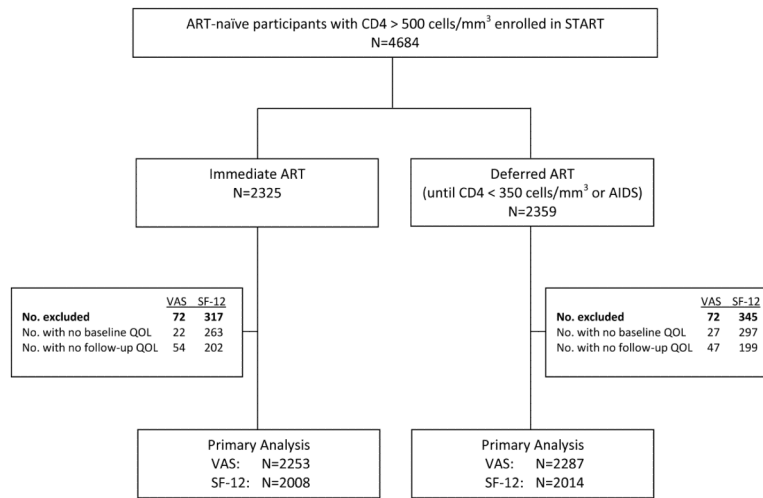 ART-naïve participants with CD4 > 500 cells/mm³ enrolled in START
N=4684
Immediate ART
N=2325
Deferred ART
(until CD4 < 350 cells/mm³ or AIDS)
N=2359
VAS SF-12
No. excluded 72 317
No. with no baseline QOL 22 263
No. with no follow-up QOL 54 202
VAS SF-12
No. excluded 72 345
No. with no baseline QOL 27 297
No. with no follow-up QOL 47 199
Primary Analysis
VAS: N=2253
SF-12: N=2008
Primary Analysis
VAS: N=2287
SF-12: N=2014